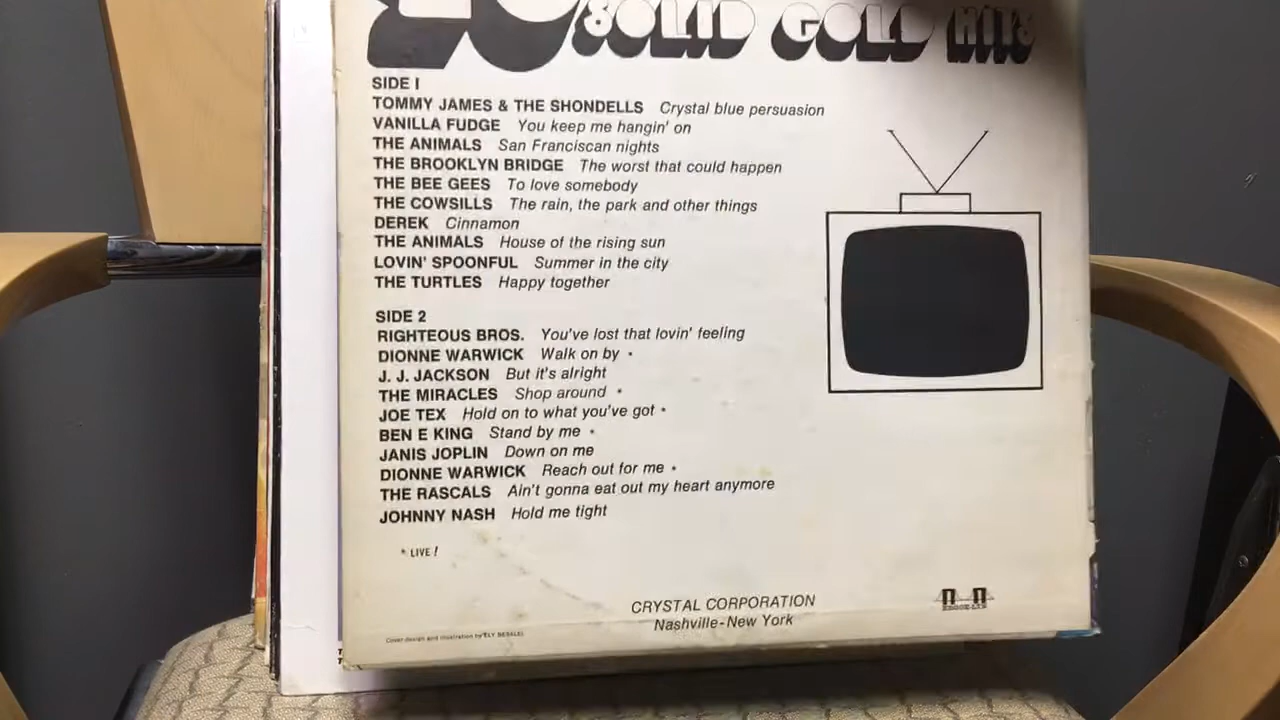 20 SOLID GOLD HITS
SIDE I
TOMMY JAMES & THE SHONDELLS Crystal blue persuasion
VANILLA FUDGE You keep me hangin' on
THE ANIMALS San Franciscan nights
THE BROOKLYN BRIDGE The worst that could happen
THE BEE GEES To love somebody
THE COWSILLS The rain, the park and other things
DEREK Cinnamon
THE ANIMALS House of the rising sun
LOVIN' SPOONFUL Summer in the city
THE TURTLES Happy together
SIDE 2
RIGHTEOUS BROS. You've lost that lovin' feeling
DIONNE WARWICK Walk on by *
J. J. JACKSON But it's alright
THE MIRACLES Shop around *
JOE TEX Hold on to what you've got *
BEN E KING Stand by me *
JANIS JOPLIN Down on me
DIONNE WARWICK Reach out for me *
THE RASCALS Ain't gonna eat out my heart anymore
JOHNNY NASH Hold me tight
* LIVE!
CRYSTAL CORPORATION
Nashville-New York
Cover design and illustration by